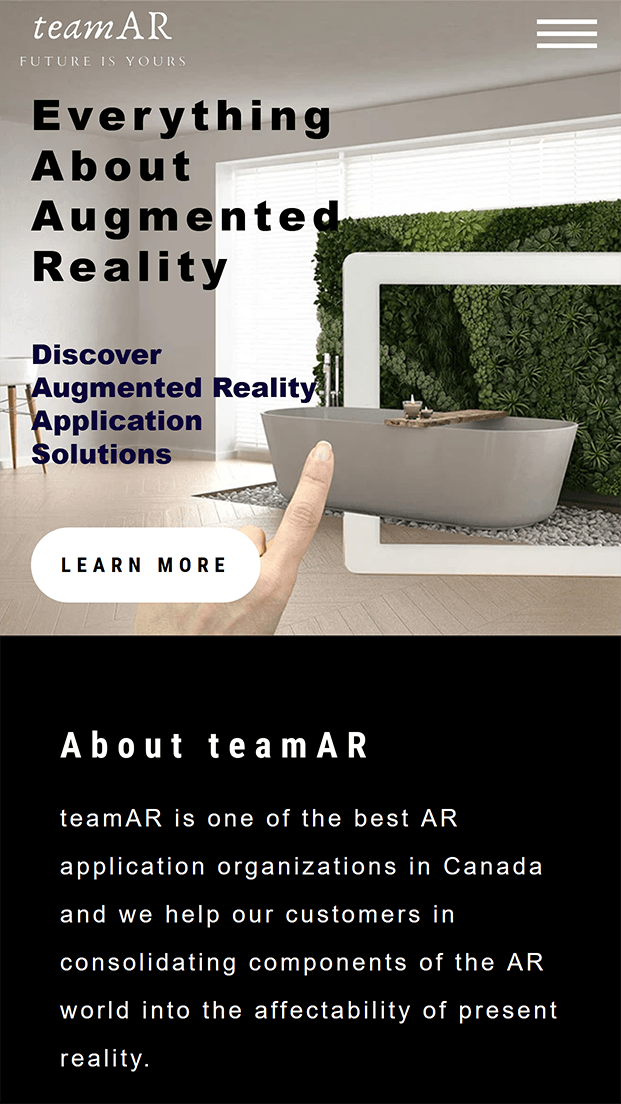 teamAR
FUTURE IS YOURS
Everything
About
Augmented
Reality
Discover
Augmented Reality
Application
Solutions
LEARN MORE
About teamAR
teamAR is one of the best AR
application organizations in Canada
and we help our customers in
consolidating components of the AR
world into the affectability of present
reality.